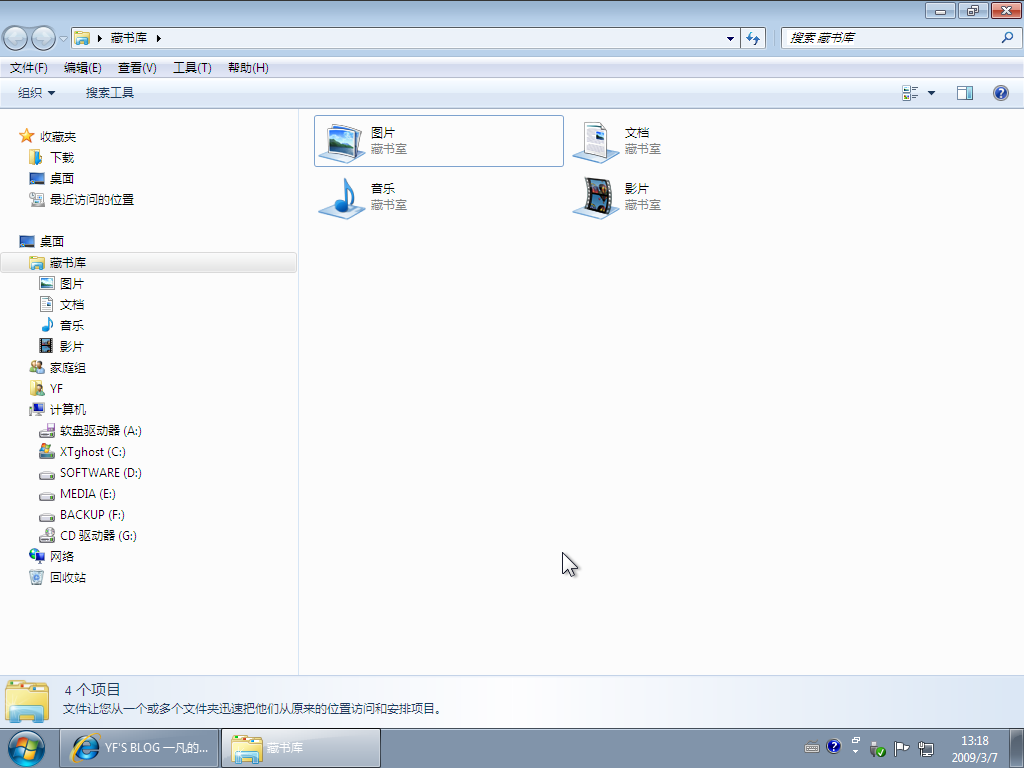 藏书库
搜索 藏书库
文件(F) 编辑(E) 查看(V) 工具(T) 帮助(H)
组织 搜索工具
收藏夹
下载
桌面
最近访问的位置
桌面
藏书库
图片
文档
音乐
影片
家庭组
YF
计算机
软盘驱动器 (A:)
XTghost (C:)
SOFTWARE (D:)
MEDIA (E:)
BACKUP (F:)
CD 驱动器 (G:)
网络
回收站
图片
藏书室
文档
藏书室
音乐
藏书室
影片
藏书室
4 个项目
文件让您从一个或多个文件夹迅速把他们从原来的位置访问和安排项目。
YF'S BLOG 一凡的...
藏书库
13:18
2009/3/7